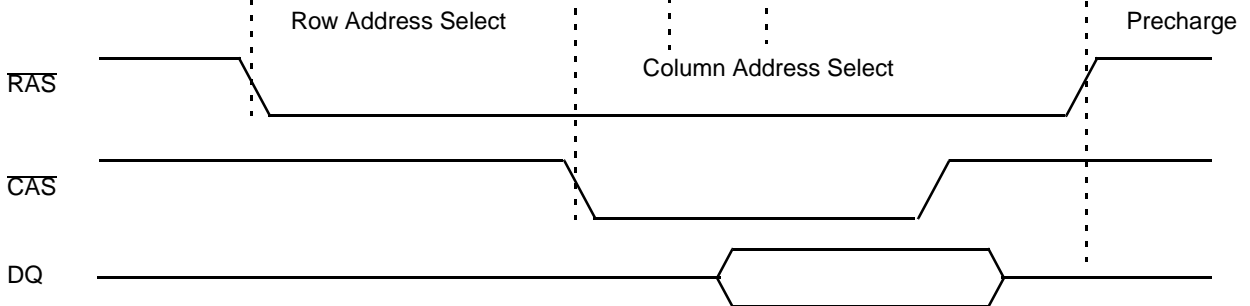 Row Address Select
Precharge
Column Address Select
RAS
CAS
DQ